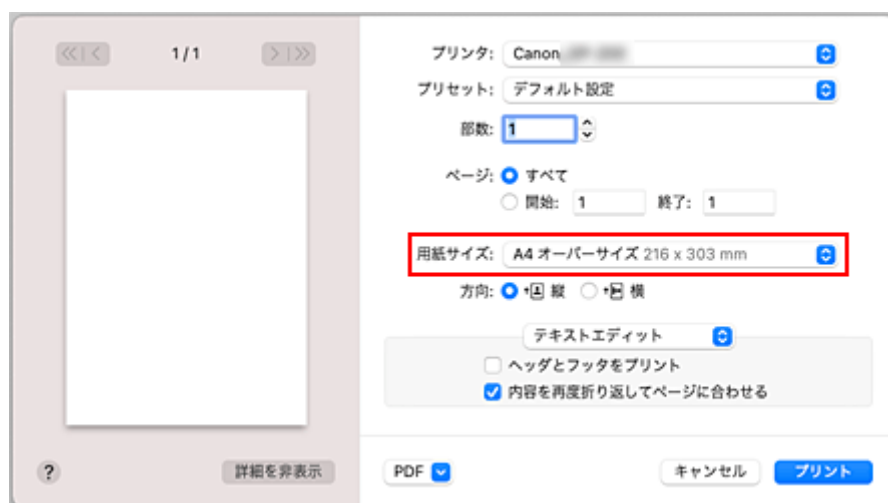 1/1
プリンタ: Canon
プリセット: デフォルト設定
部数: 1
ページ: すべて
開始: 1 終了: 1
用紙サイズ: A4 オーバーサイズ 216 x 303 mm
方向: 縦 横
テキストエディット
ヘッダとフッタをプリント
内容を再度折り返してページに合わせる
? 詳細を非表示 PDF キャンセル プリント